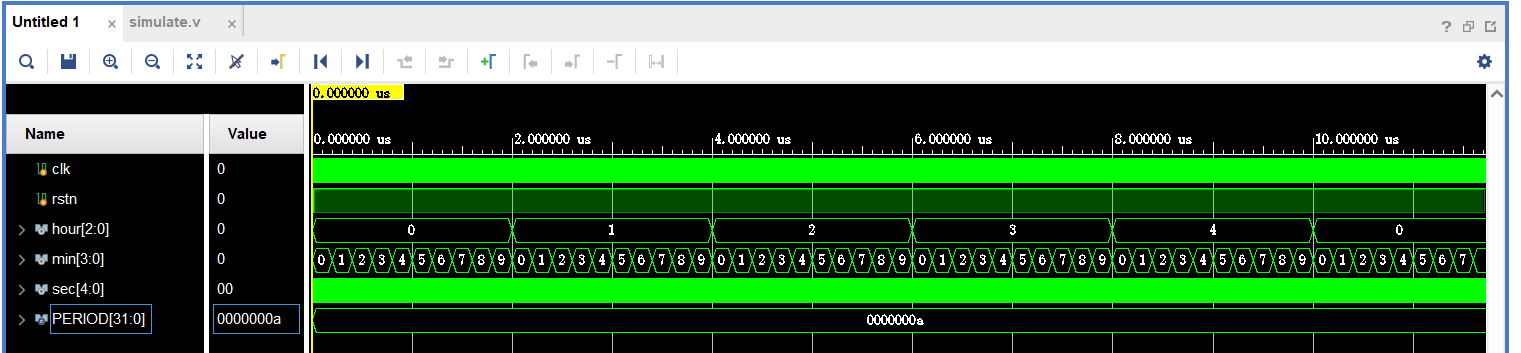 Untitled 1 × simulate.v × ?
0.000000 us
Name Value
0.000000 us 2.000000 us 4.000000 us 6.000000 us 8.000000 us 10.000000 us
clk 0
rstn 0
hour[2:0] 0 0 1 2 3 4 0
min[3:0] 0 0 1 2 3 4 5 6 7 8 9 0 1 2 3 4 5 6 7 8 9 0 1 2 3 4 5 6 7 8 9 0 1 2 3 4 5 6 7 8 9 0 1 2 3 4 5 6 7 8 9 0 1 2 3 4 5 6 7
sec[4:0] 00
PERIOD[31:0] 0000000a 0000000a